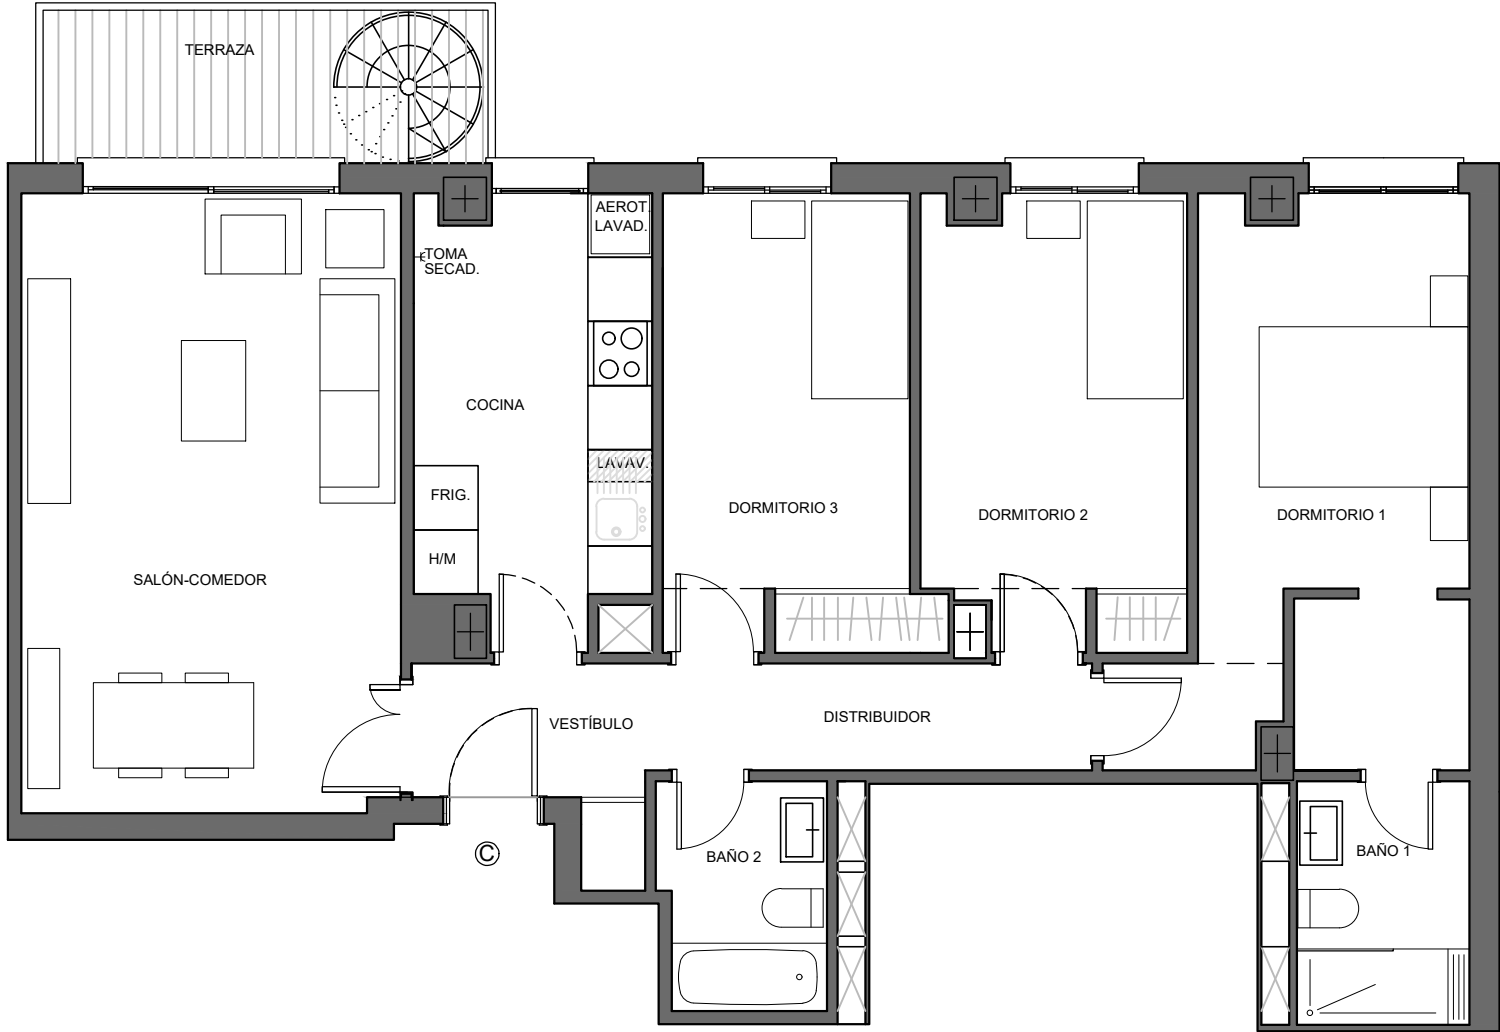 TERRAZA
AEROT.
LAVAD.
TOMA
SECAD.
COCINA
LAVAV.
FRIG.
DORMITORIO 3
DORMITORIO 2
DORMITORIO 1
H/M
SALÓN-COMEDOR
VESTÍBULO
DISTRIBUIDOR
C
BAÑO 2
BAÑO 1